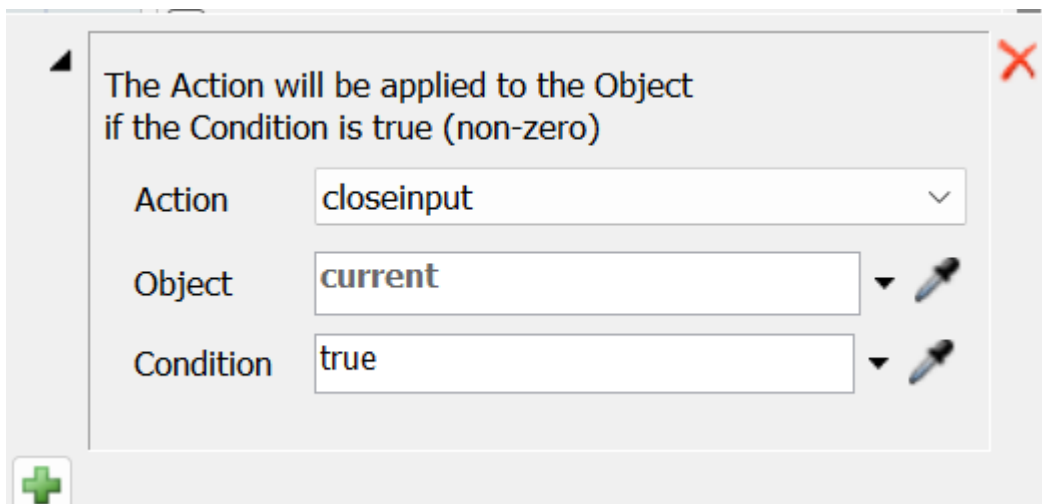 The Action will be applied to the Object
if the Condition is true (non-zero)
Action closeinput
Object current
Condition true